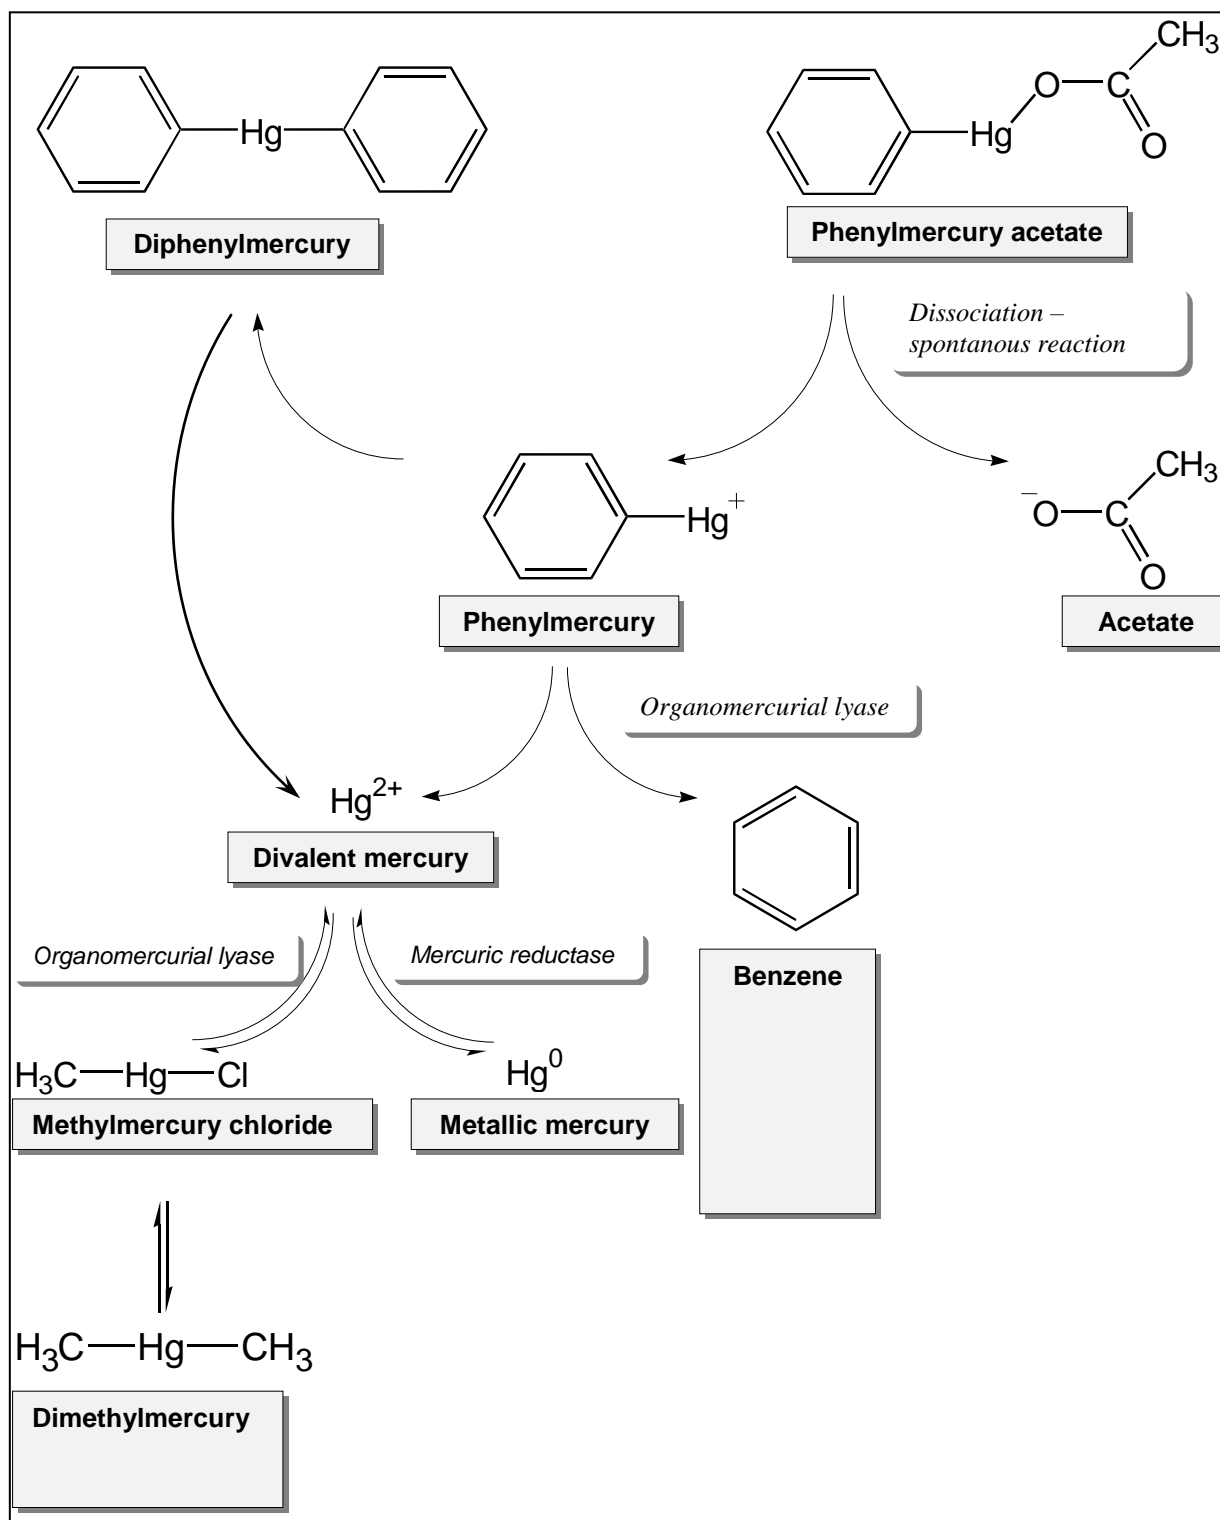 CH3
O C
Hg
Hg
O
Diphenylmercury
Phenylmercury acetate
Dissociation –
spontanous reaction
CH3
Hg+
−O C
O
Phenylmercury
Acetate
Organomercurial lyase
Hg2+
Divalent mercury
Organomercurial lyase
Mercuric reductase
Benzene
H3C Hg Cl
Hg0
Methylmercury chloride
Metallic mercury
H3C Hg CH3
Dimethylmercury